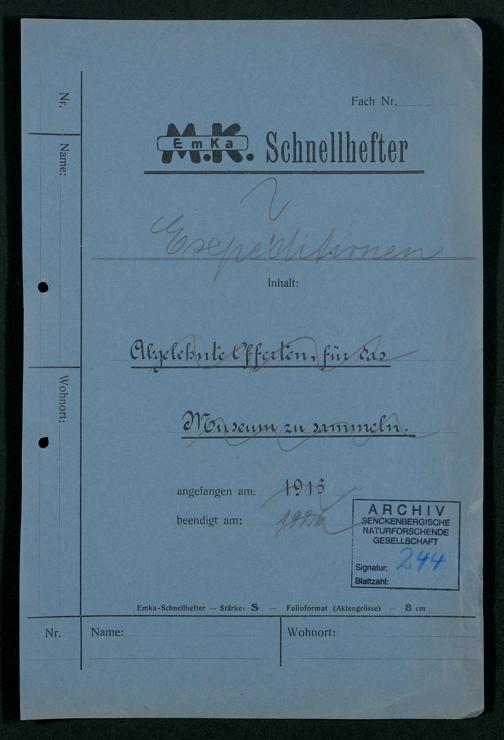 Fach Nr.
M.K. EmKa Schnellhefter
Expeditionen
Inhalt:
Abgelehnte Offerten, für das
Museum zu sammeln.
angefangen am: 1915
beendigt am:
ARCHIV
SENCKENBERGISCHE
NATURFORSCHENDE
GESELLSCHAFT
Signatur: 244
Blattzahl:
Emka-Schnellhefter — Stärke: S — Folioformat (Aktengrösse) — 8 cm
Nr. Name: Wohnort:
Nr.
Name:
Wohnort: